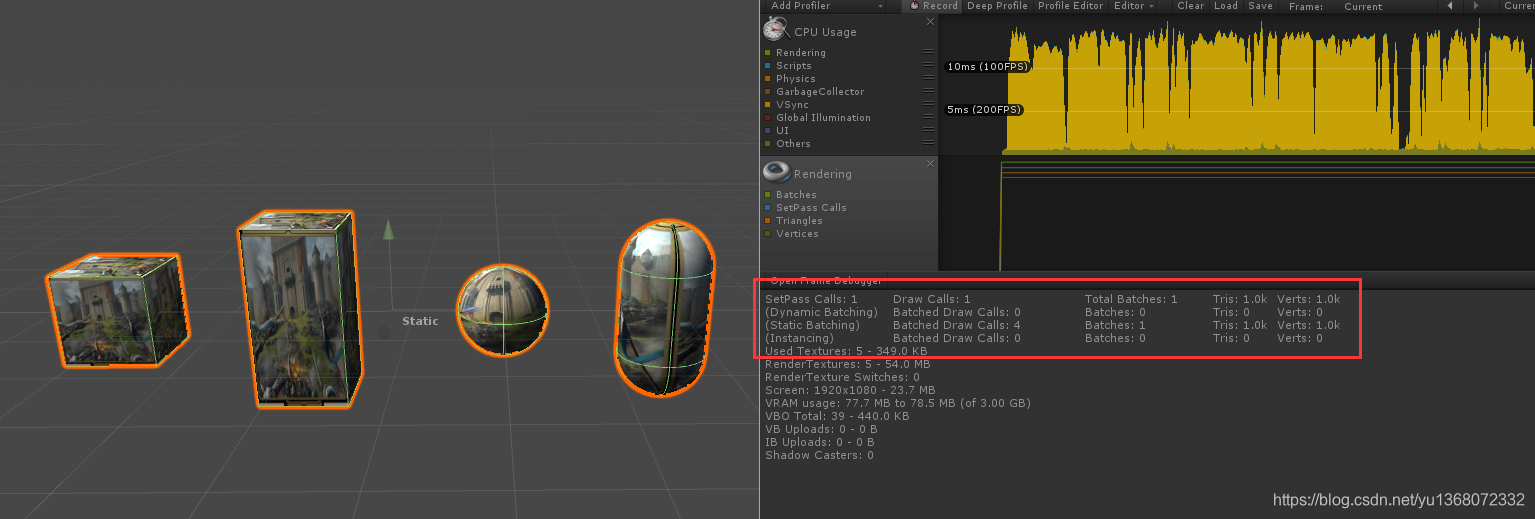 Add Profiler Record Deep Profile Profile Editor Editor Clear Load Save Frame: Current
CPU Usage
Rendering
Scripts
Physics
GarbageCollector
VSync
Global Illumination
UI
Others
10ms (100FPS)
5ms (200FPS)
Rendering
Batches
SetPass Calls
Triangles
Vertices
Static
Open Frame Debugger
SetPass Calls: 1 Draw Calls: 1 Total Batches: 1 Tris: 1.0k Verts: 1.0k
(Dynamic Batching) Batched Draw Calls: 0 Batches: 0 Tris: 0 Verts: 0
(Static Batching) Batched Draw Calls: 4 Batches: 1 Tris: 1.0k Verts: 1.0k
(Instancing) Batched Draw Calls: 0 Batches: 0 Tris: 0 Verts: 0
Used Textures: 5 - 349.0 KB
RenderTextures: 5 - 54.0 MB
RenderTexture Switches: 0
Screen: 1920x1080 - 23.7 MB
VRAM usage: 77.7 MB to 78.5 MB (of 3.00 GB)
VBO Total: 39 - 440.0 KB
VB Uploads: 0 - 0 B
IB Uploads: 0 - 0 B
Shadow Casters: 0
https://blog.csdn.net/yu1368072332